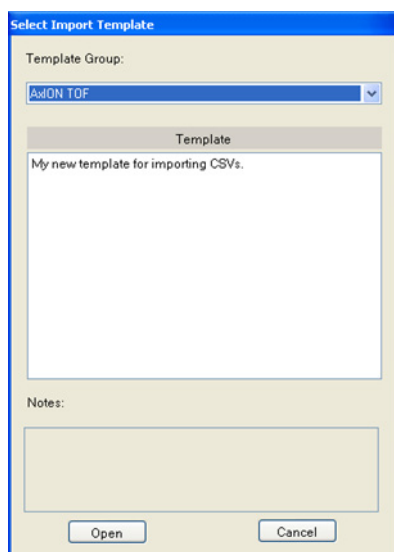 Select Import Template
Template Group:
AxION TOF
Template
My new template for importing CSVs.
Notes:
Open
Cancel